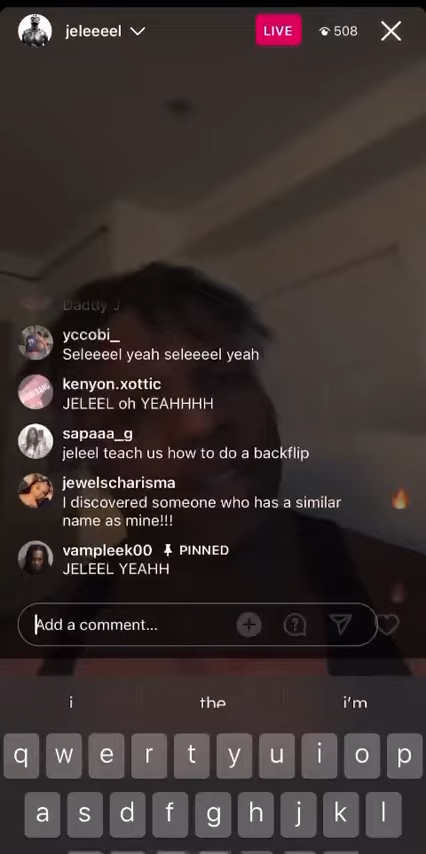 jeleeeel
LIVE
508
Daddy J
yccobi_
Seleeeel yeah seleeeel yeah
kenyon.xottic
JELEEL oh YEAHHHH
sapaaa_g
jeleel teach us how to do a backflip
jewelscharisma
I discovered someone who has a similar
name as mine!!!
vampleek00 PINNED
JELEEL YEAHH
Add a comment...
i the i'm
q w e r t y u i o p
a s d f g h j k l